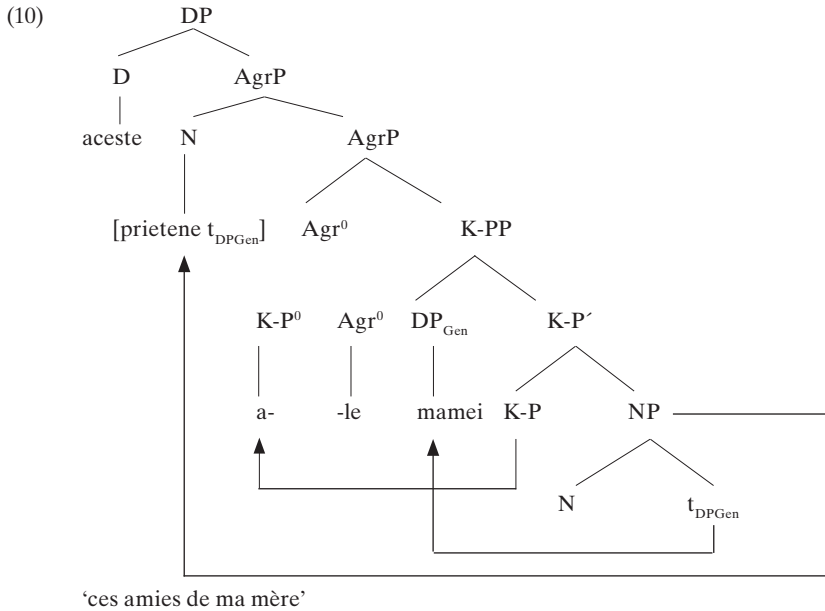 (10) DP
D AgrP
aceste N AgrP
[prietene t_DPGen] Agr⁰ K-PP
K-P⁰ Agr⁰ DP_Gen K-P´
a- -le mamei K-P NP
N t_DPGen
‘ces amies de ma mère’